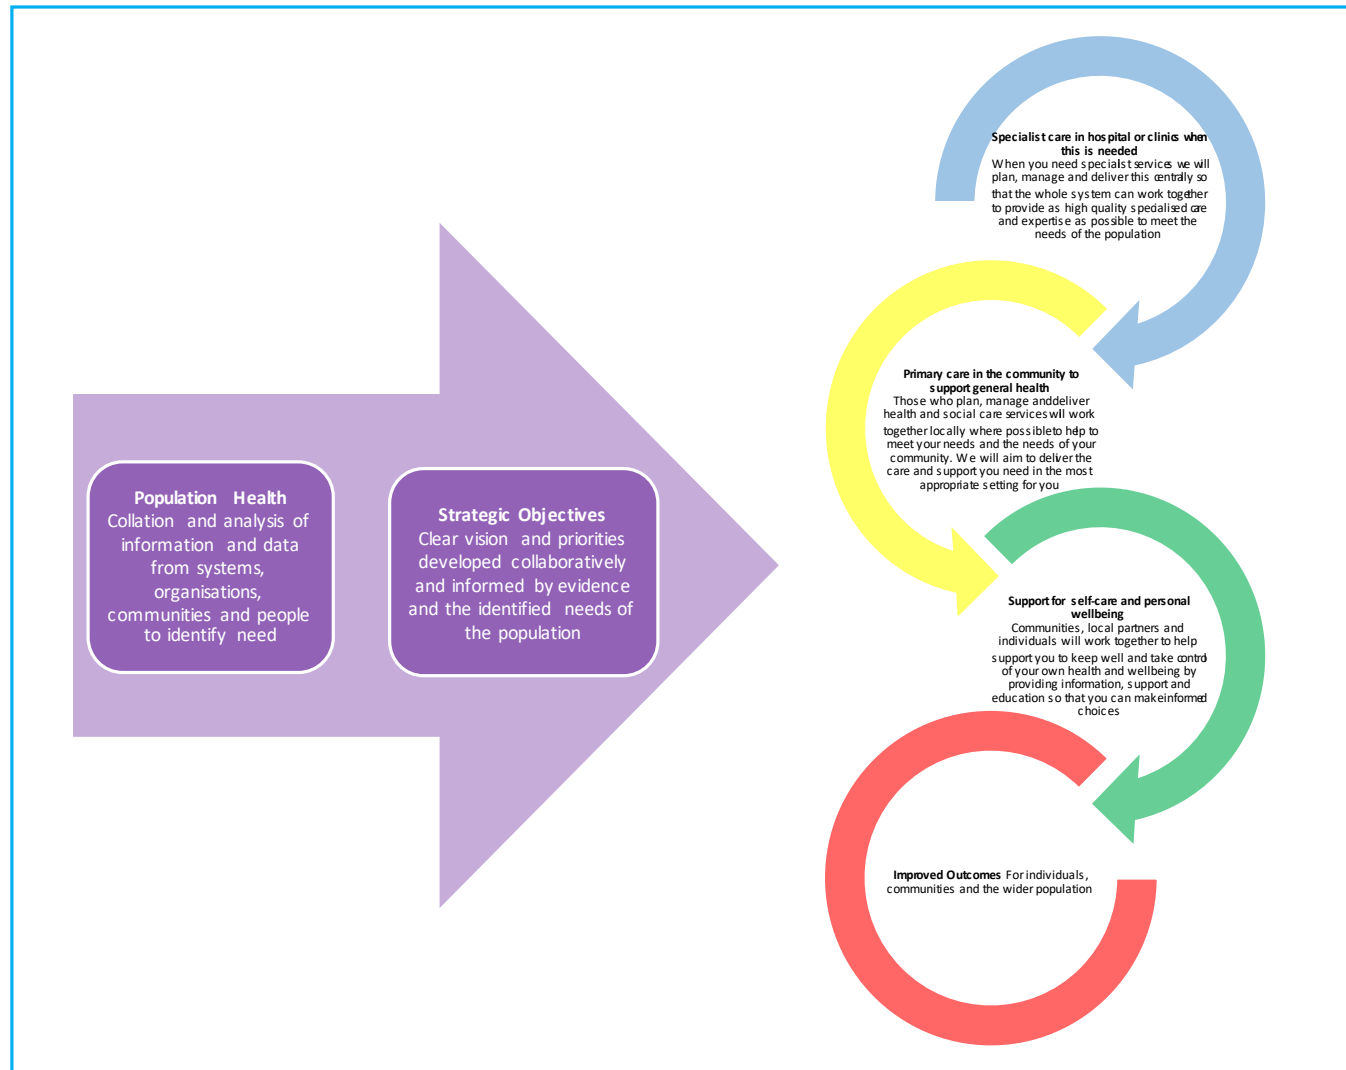 Population Health
Collation and analysis of
information and data
from systems,
organisations,
communities and people
to identify need
Strategic Objectives
Clear vision and priorities
developed collaboratively
and informed by evidence
and the identified needs of
the population
Specialist care in hospital or clinics when
this is needed
When you need specialist services we will
plan, manage and deliver this centrally so
that the whole system can work together
to provide as high quality specialised care
and expertise as possible to meet the
needs of the population
Primary care in the community to
support general health
Those who plan, manage and deliver
health and social care services will work
together locally where possible to help to
meet your needs and the needs of your
community. We will aim to deliver the
care and support you need in the most
appropriate setting for you
Support for self-care and personal
wellbeing
Communities, local partners and
individuals will work together to help
support you to keep well and take control
of your own health and wellbeing by
providing information, support and
education so that you can make informed
choices
Improved Outcomes For individuals,
communities and the wider population